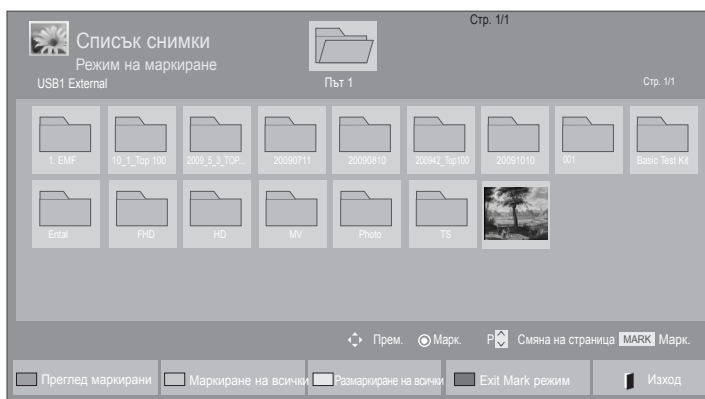 Стр. 1/1
Списък снимки
Режим на маркиране
USB1 External
Път 1
Стр. 1/1
1. EMF
10_1_Top 100
2009_5_3_TOP...
20090711
20090810
200942_Top100
20091010
001
Basic Test Kit
Ental
FHD
HD
MV
Photo
TS
Прем.
Марк.
P
Смяна на страница
MARK Марк.
Преглед маркирани
Маркиране на всички
Размаркиране на всички
Exit Mark режим
Изход